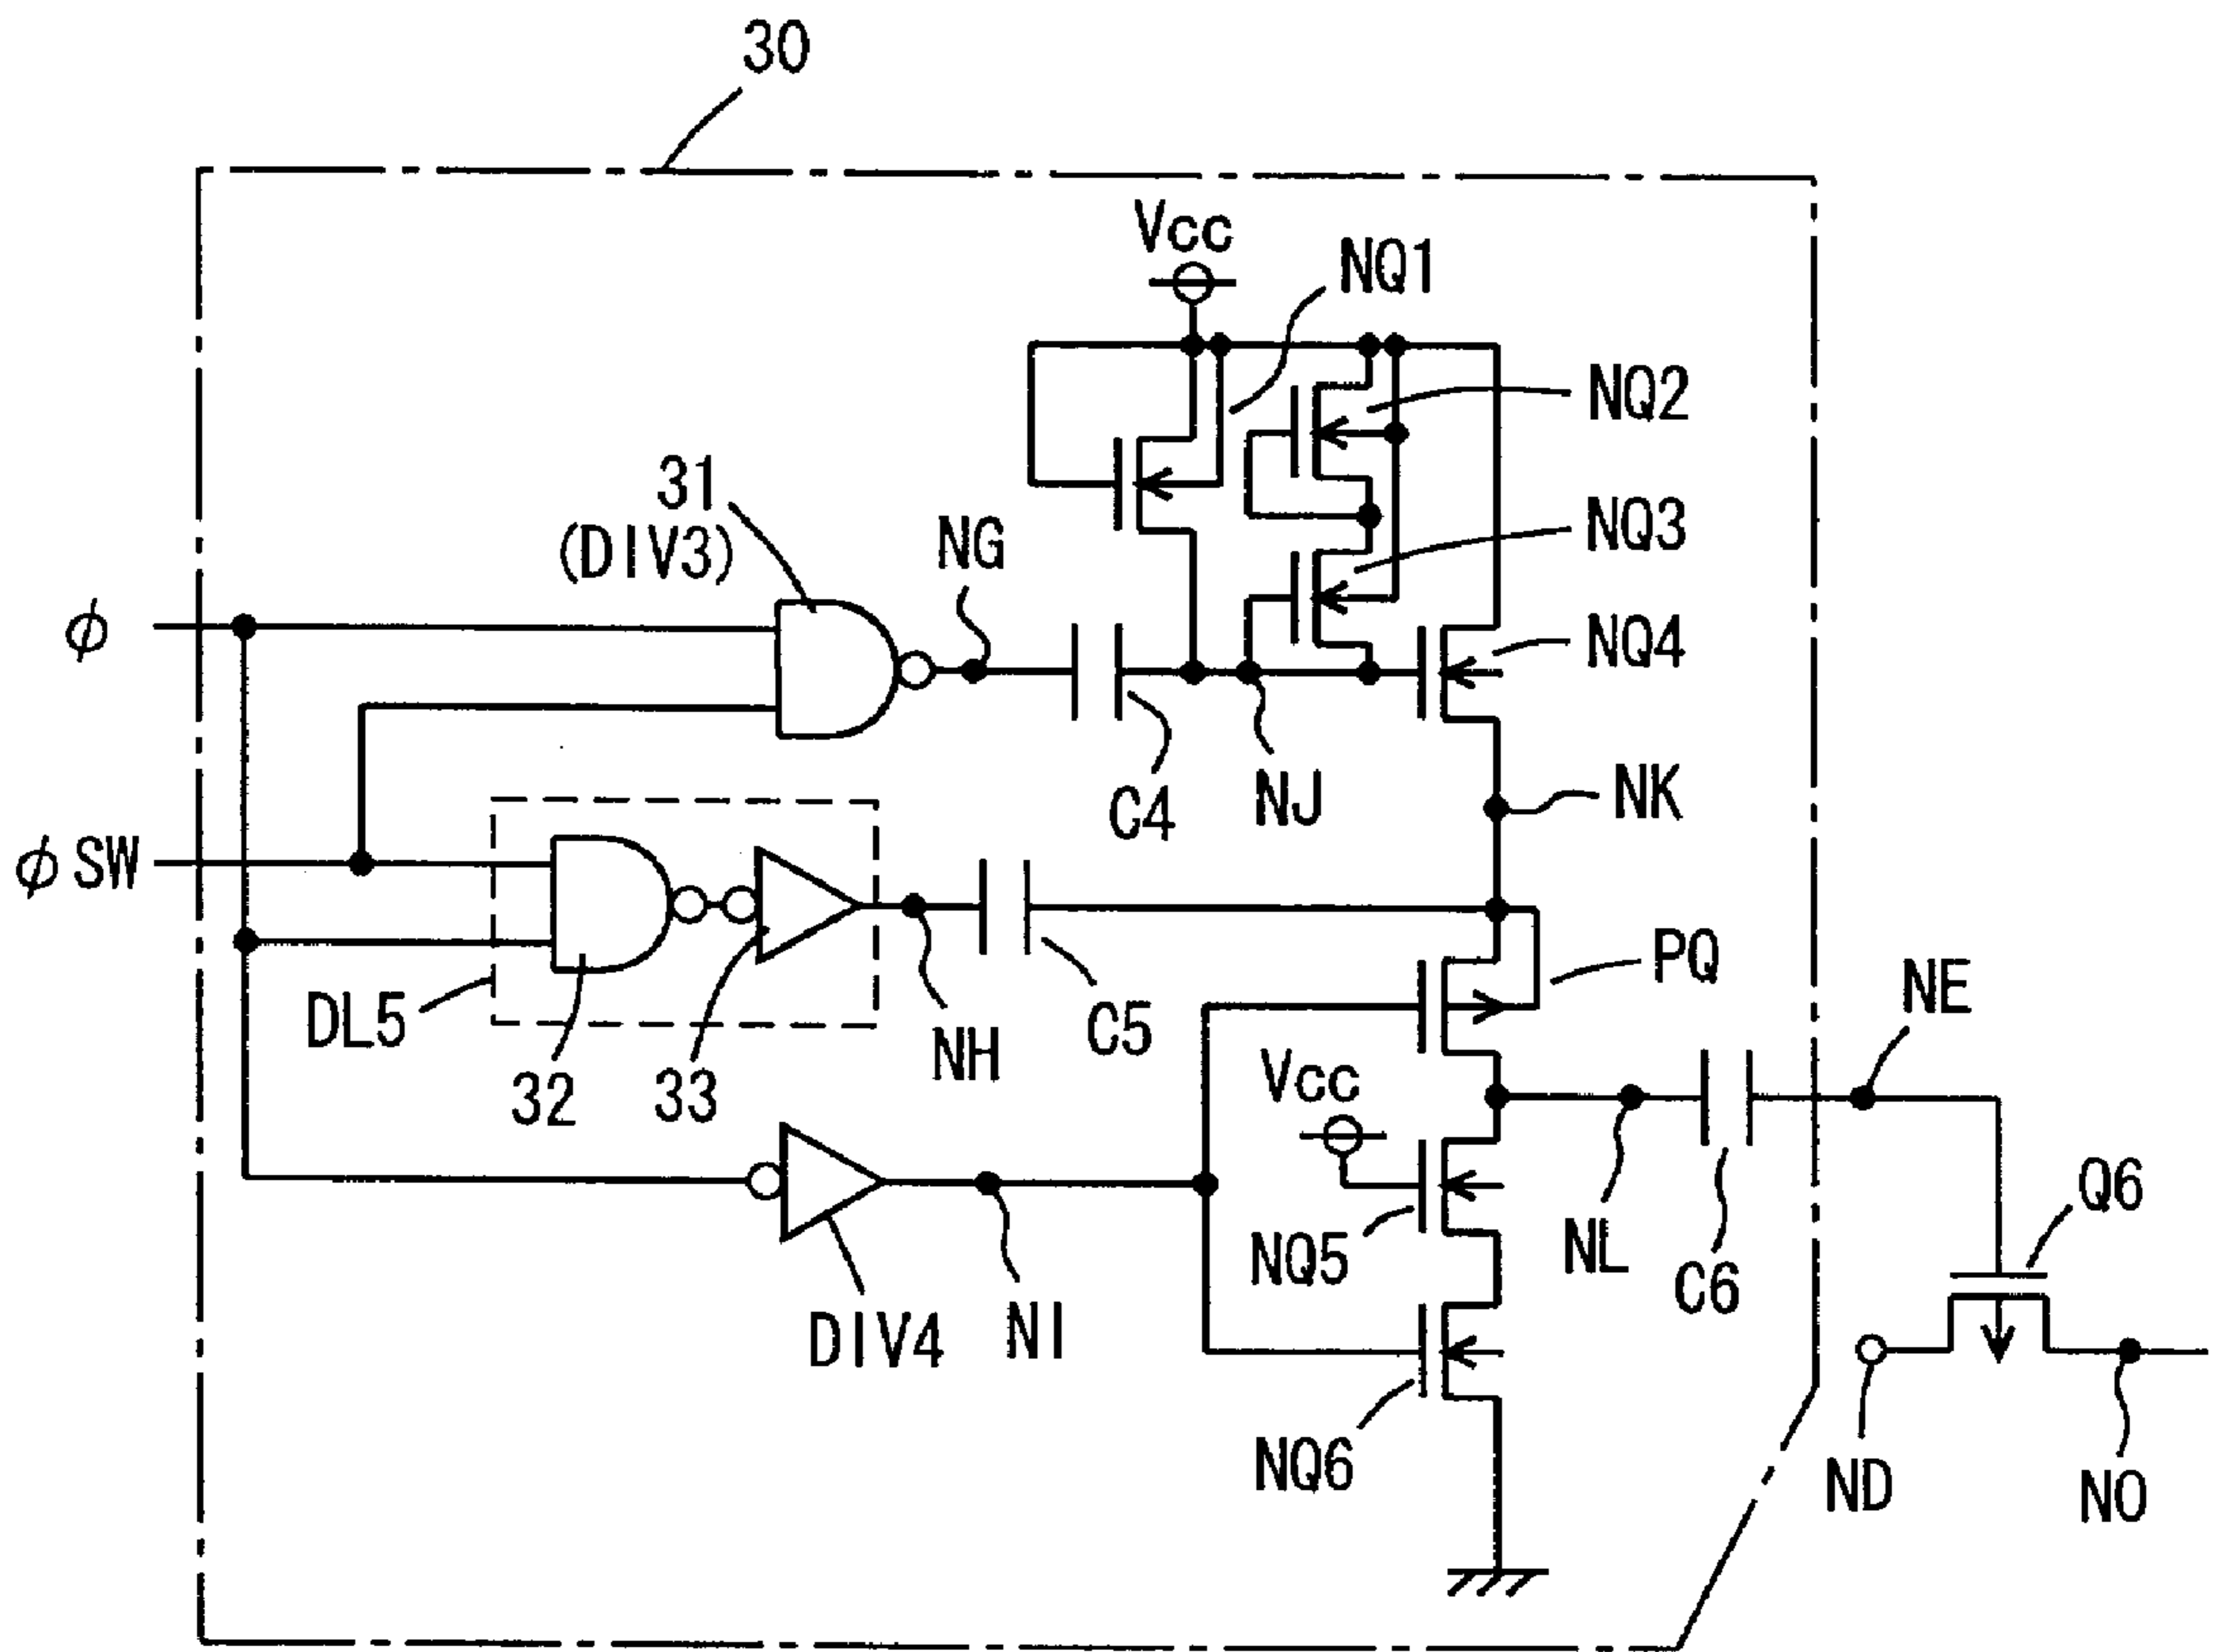 30
Vcc
NQ1
NQ2
31
(DIV3)
NG
NQ3
φ
NQ4
C4
NJ
NK
φ SW
PQ
NE
DL5
32
33
NH
C5
Vcc
Q6
NQ5
NL
C6
DIV4
NI
NQ6
ND
NO